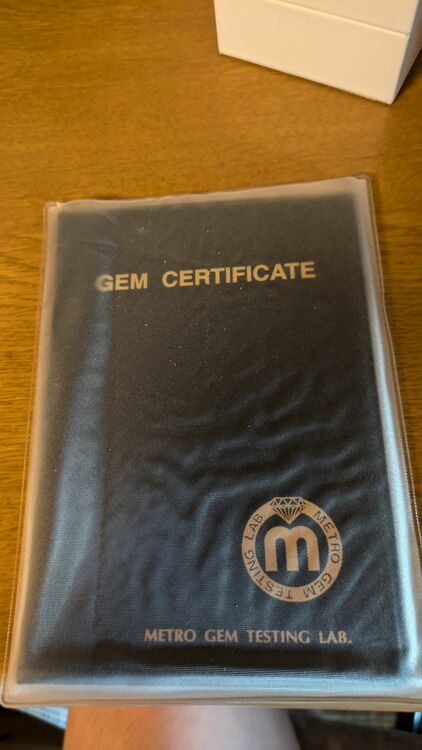 GEM CERTIFICATE
METRO GEM TESTING LAB
m
METRO GEM TESTING LAB.